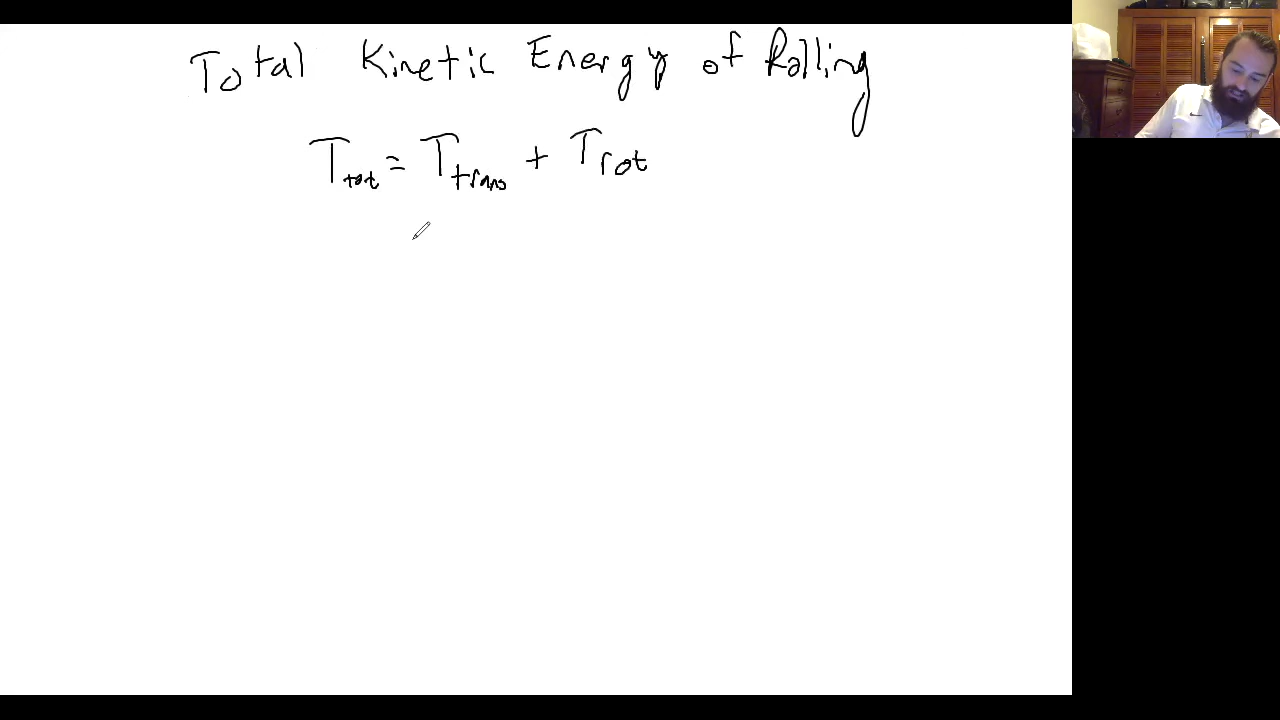 Total Kinetic Energy of Rolling
T_tot = T_trans + T_rot